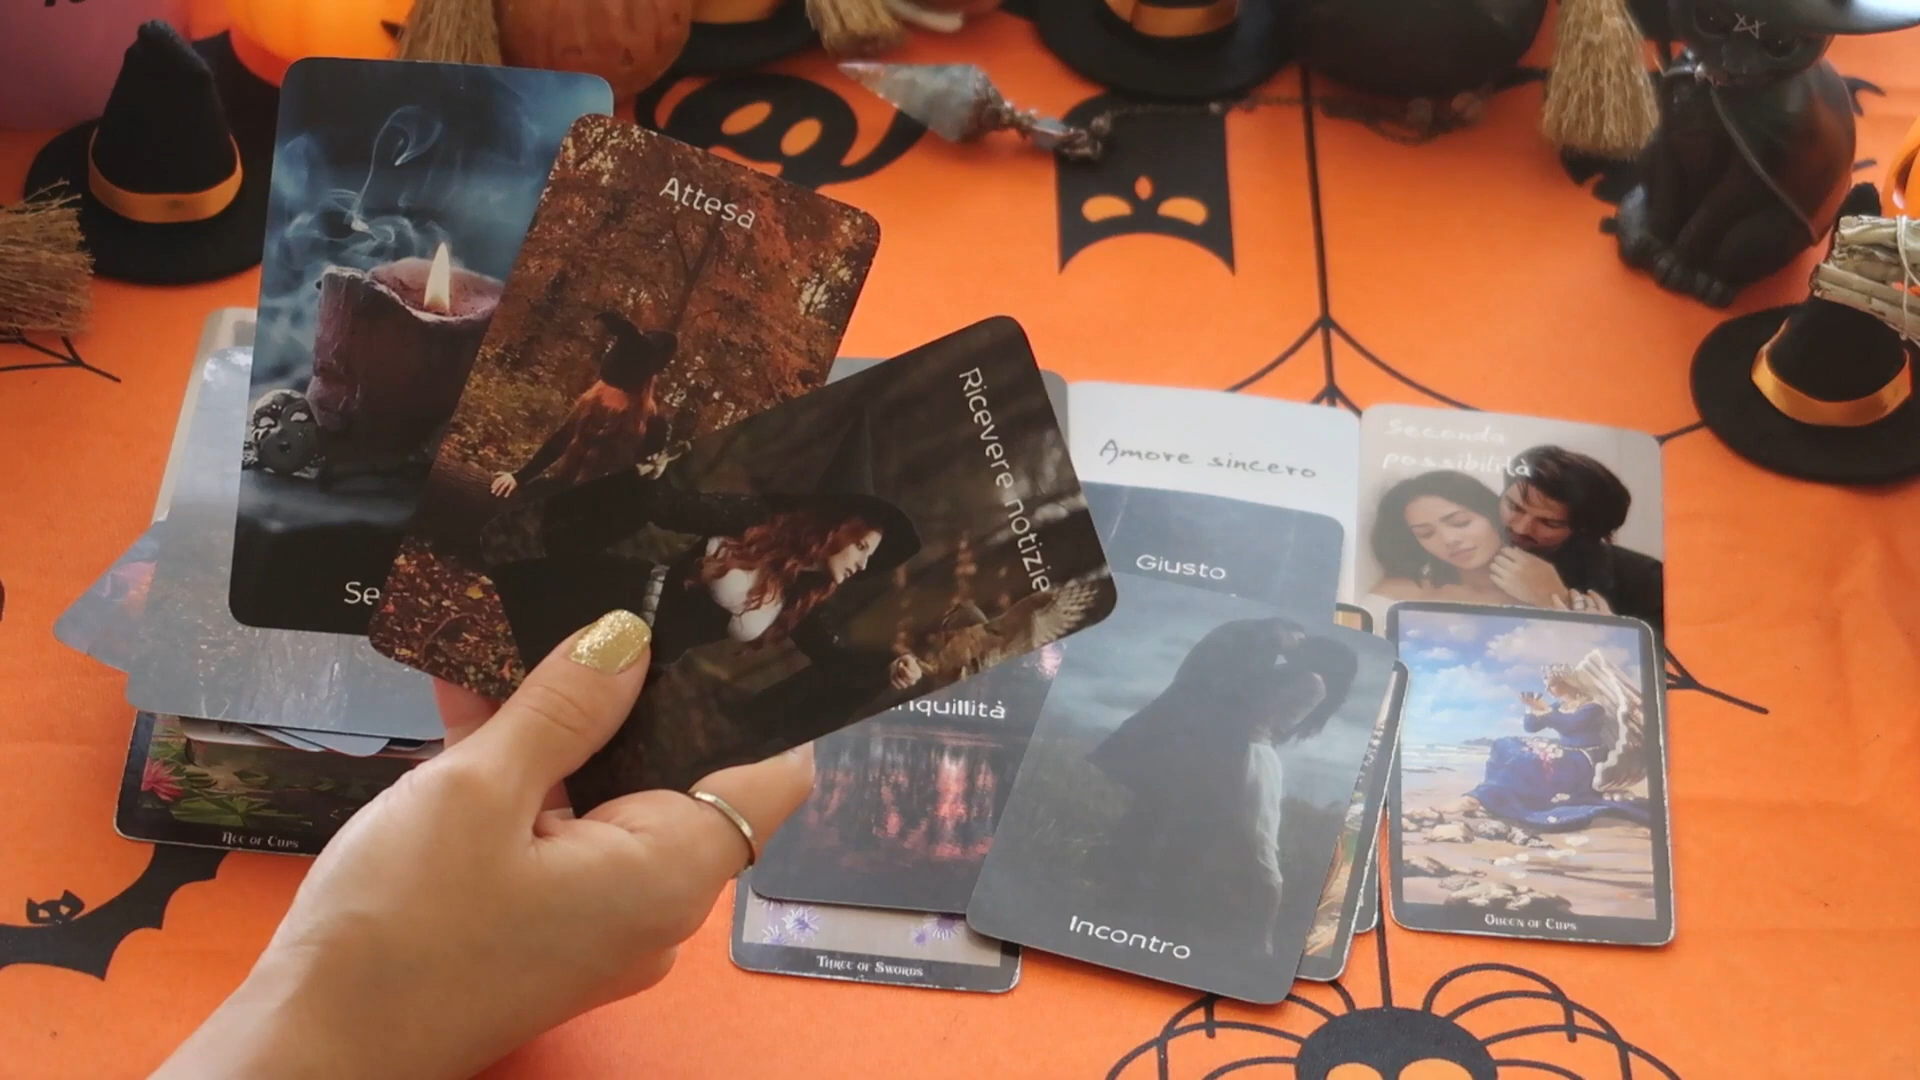 Attesa
Ricevere notizie
Amore sincero
Seconda
possibilità
Giusto
Incontro
Ace of Cups
Three of Swords
Queen of Cups